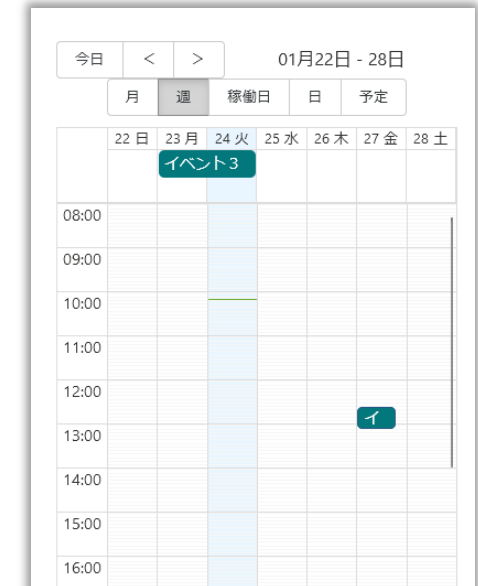 今日 < > 01月22日 - 28日
月 週 稼働日 日 予定
22 日 23 月 24 火 25 水 26 木 27 金 28 土
イベント3
08:00
09:00
10:00
11:00
12:00
イ
13:00
14:00
15:00
16:00